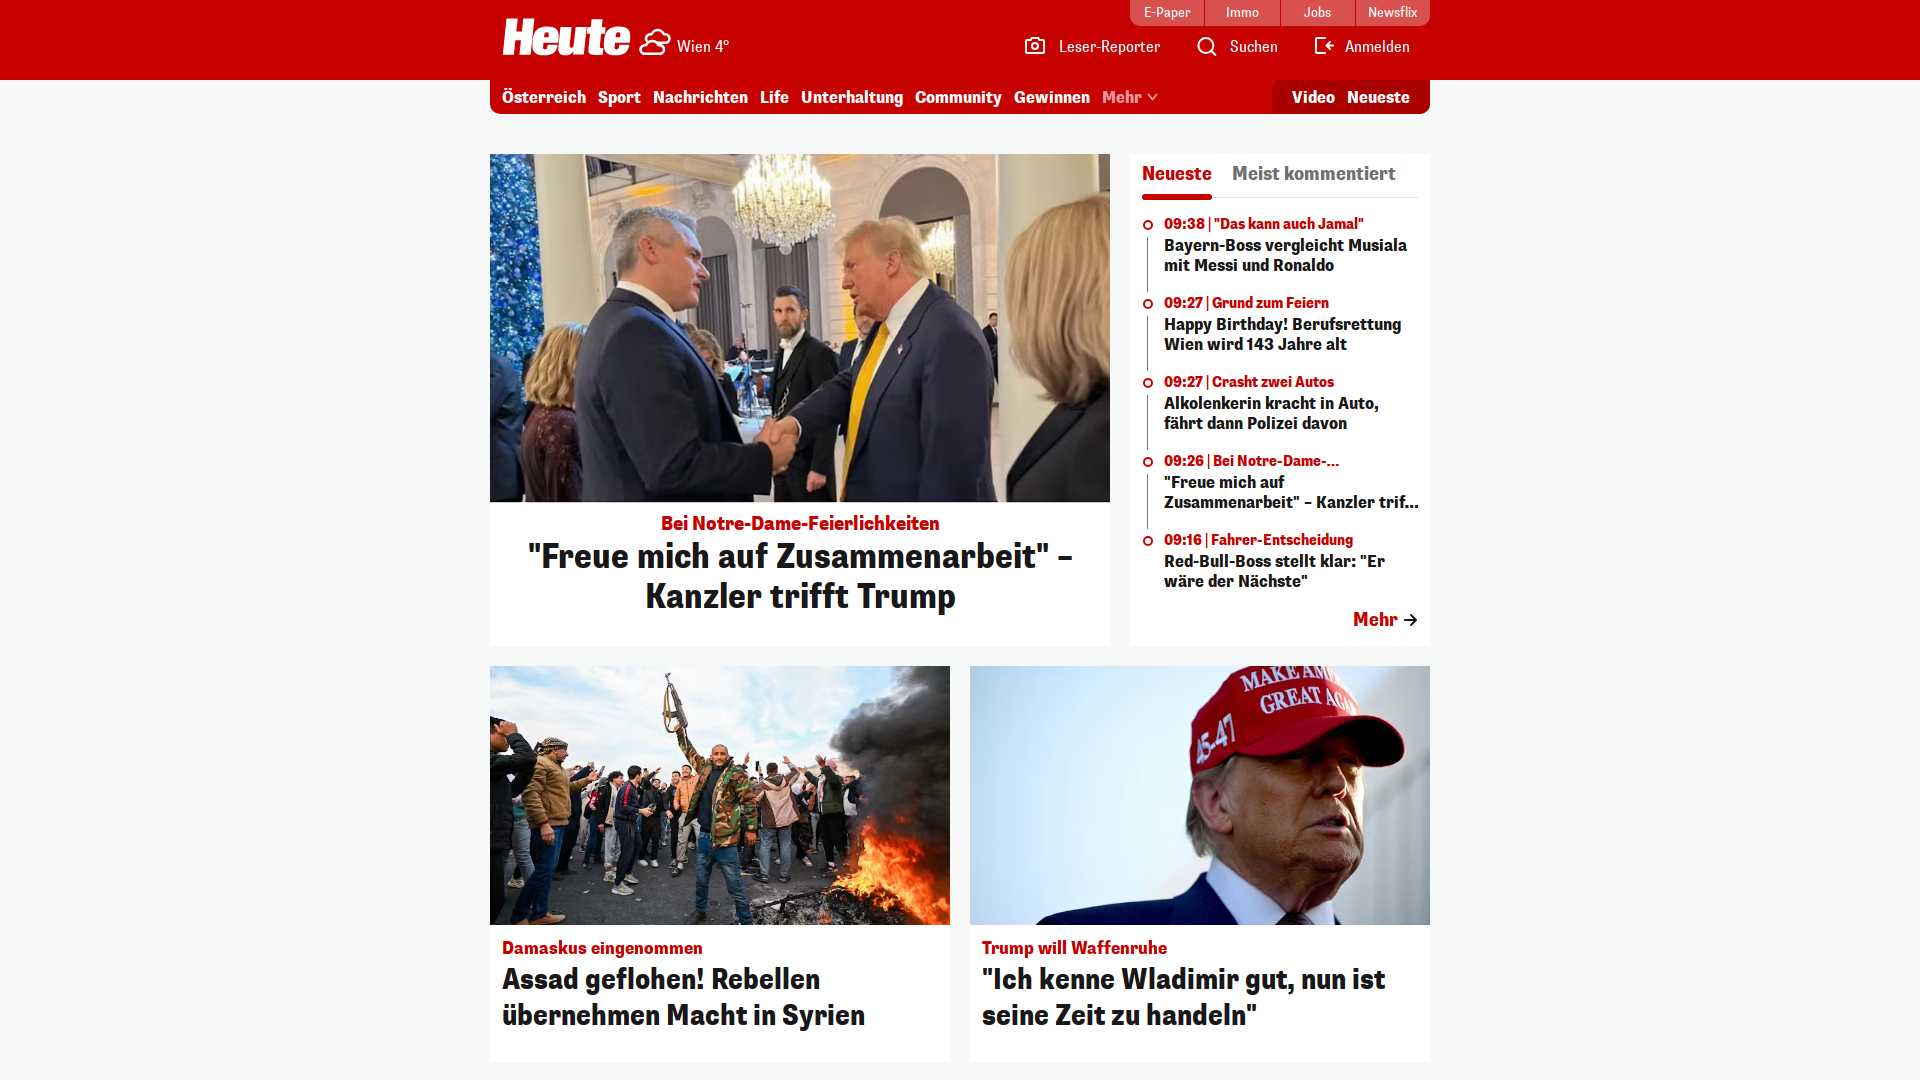 E-Paper
Immo
Jobs
Newsflix
Heute
Wien 4°
Leser-Reporter
Suchen
Anmelden
Österreich
Sport
Nachrichten
Life
Unterhaltung
Community
Gewinnen
Mehr
Video
Neueste
Bei Notre-Dame-Feierlichkeiten
"Freue mich auf Zusammenarbeit" –
Kanzler trifft Trump
Neueste
Meist kommentiert
09:38 | "Das kann auch Jamal"
Bayern-Boss vergleicht Musiala
mit Messi und Ronaldo
09:27 | Grund zum Feiern
Happy Birthday! Berufsrettung
Wien wird 143 Jahre alt
09:27 | Crasht zwei Autos
Alkolenkerin kracht in Auto,
fährt dann Polizei davon
09:26 | Bei Notre-Dame-...
"Freue mich auf
Zusammenarbeit" – Kanzler trif...
09:16 | Fahrer-Entscheidung
Red-Bull-Boss stellt klar: "Er
wäre der Nächste"
Mehr
Damaskus eingenommen
Assad geflohen! Rebellen
übernehmen Macht in Syrien
MAKE AM
GREAT AGA
45-47
Trump will Waffenruhe
"Ich kenne Wladimir gut, nun ist
seine Zeit zu handeln"